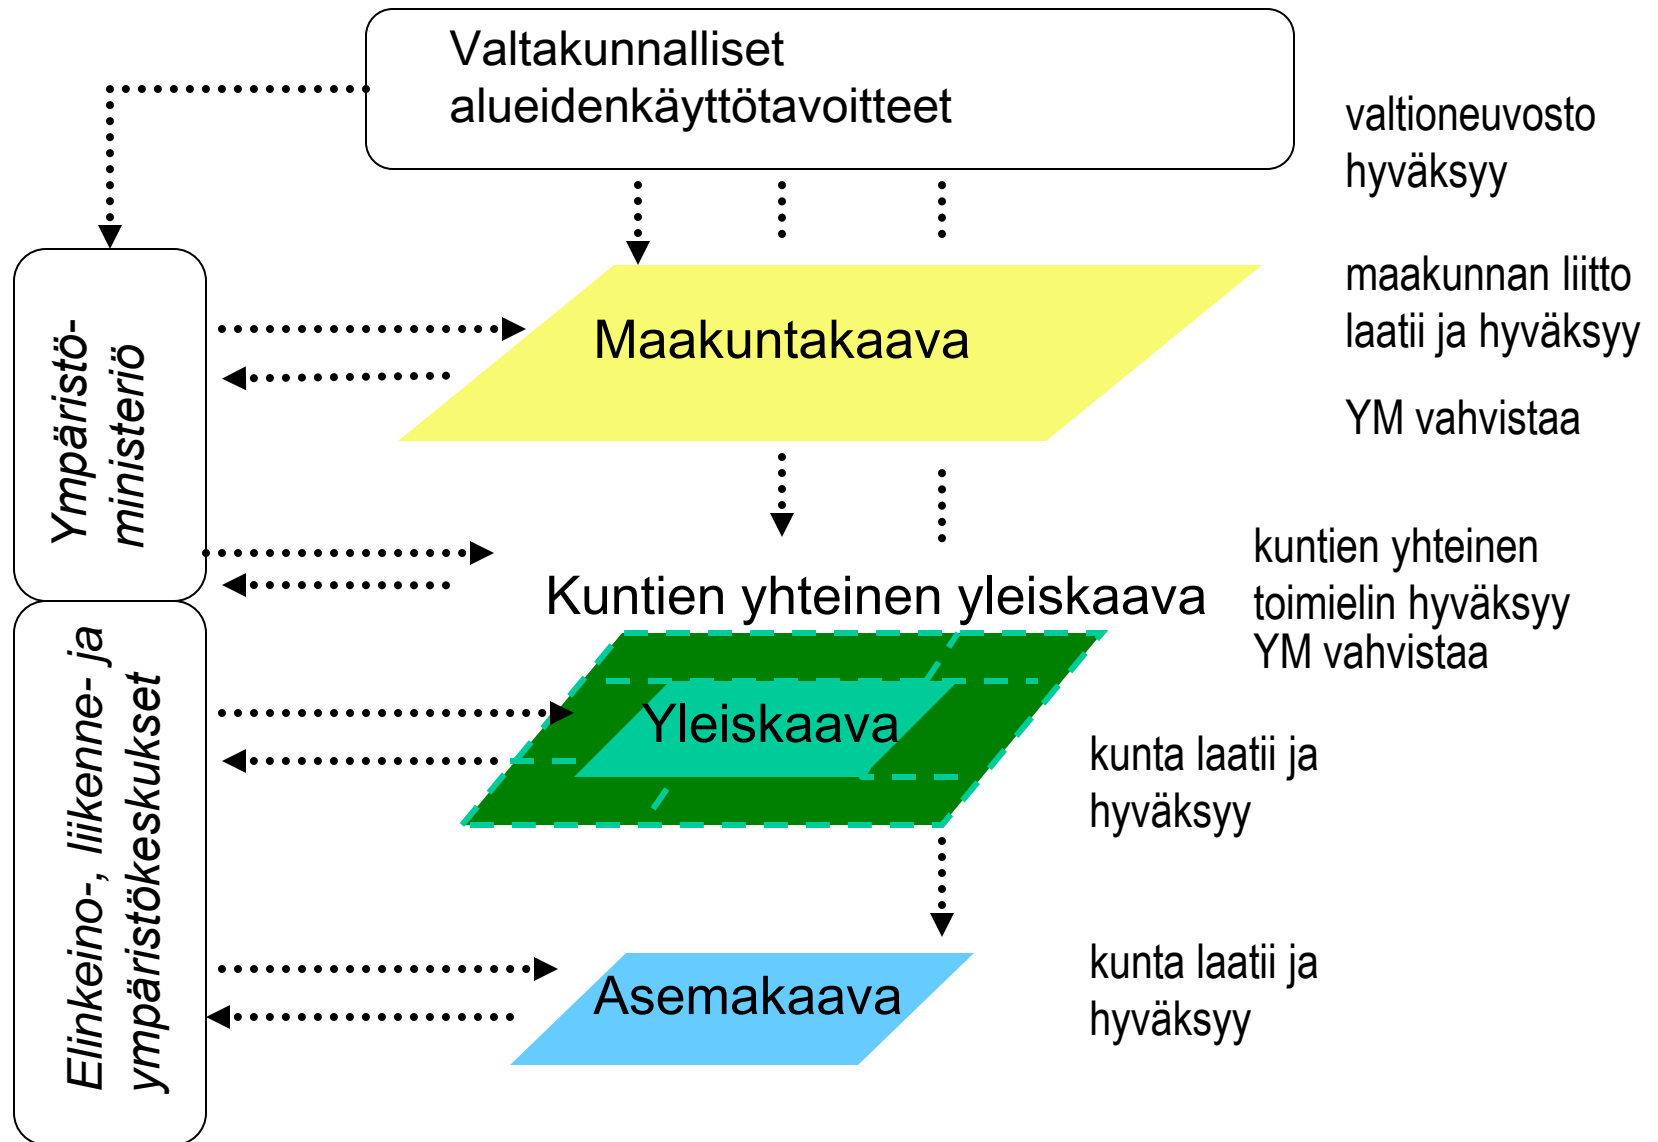 Valtakunnalliset
alueidenkäyttötavoitteet
valtioneuvosto
hyväksyy
Ympäristö-
ministeriö
Maakuntakaava
maakunnan liitto
laatii ja hyväksyy
YM vahvistaa
Kuntien yhteinen yleiskaava
kuntien yhteinen
toimielin hyväksyy
YM vahvistaa
Elinkeino-, liikenne- ja
ympäristökeskukset
Yleiskaava
kunta laatii ja
hyväksyy
Asemakaava
kunta laatii ja
hyväksyy